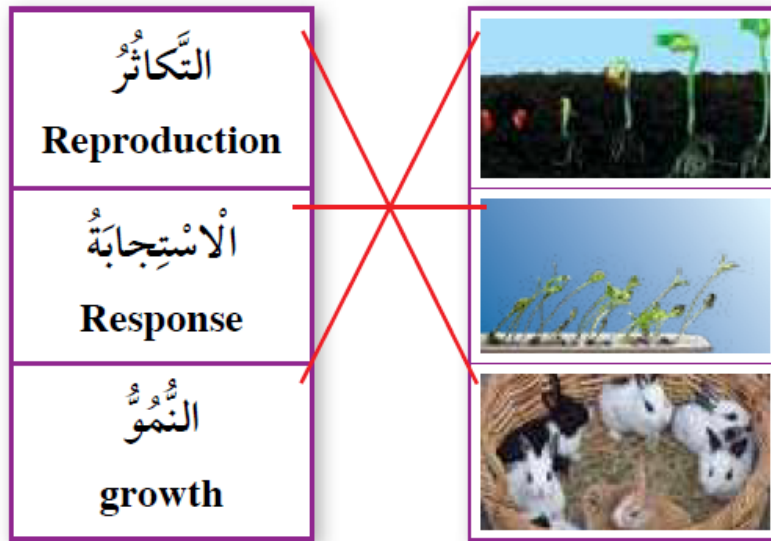 التَّكاثُرُ
Reproduction
الْاسْتِجابَةُ
Response
النُّمُوُّ
growth